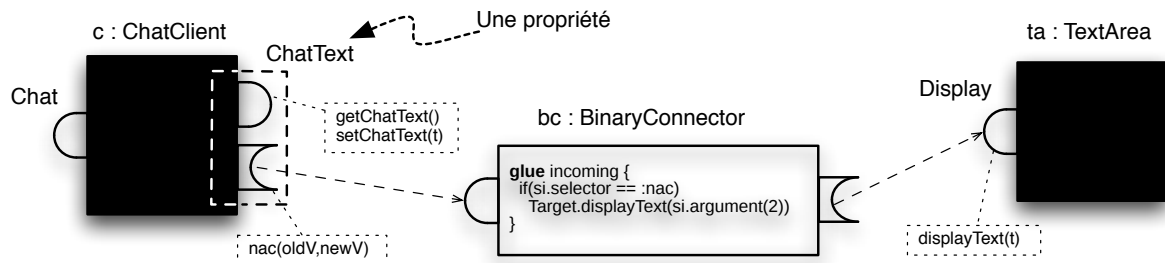 Une propriété
c : ChatClient
ta : TextArea
ChatText
Chat
Display
getChatText()
setChatText(t)
bc : BinaryConnector
glue incoming {
if(si.selector == :nac)
Target.displayText(si.argument(2))
}
nac(oldV,newV)
displayText(t)